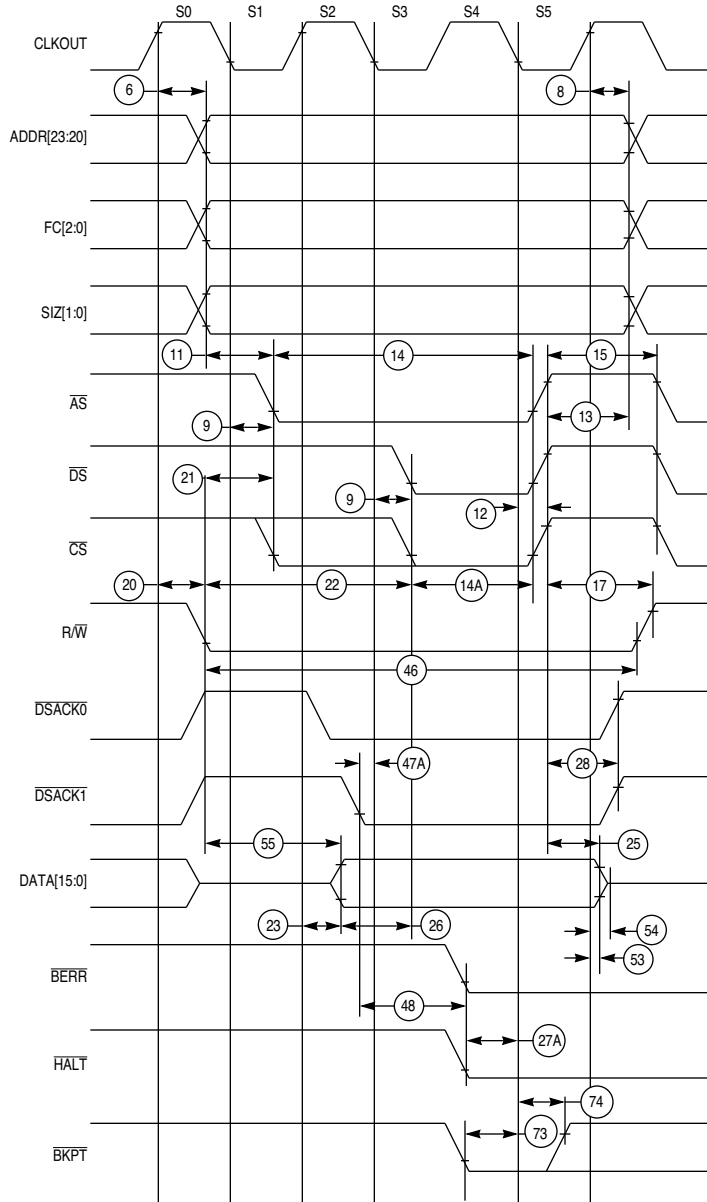 S0 S1 S2 S3 S4 S5
CLKOUT
6 8
ADDR[23:20]
FC[2:0]
SIZ[1:0]
11 14 15
AS
9 13
DS
21 9 12
CS
20 22 14A 17
R/W
46
DSACK0
47A 28
DSACK1
55 25
DATA[15:0]
23 26 54
53
BERR
48
27A
HALT
74
73
BKPT